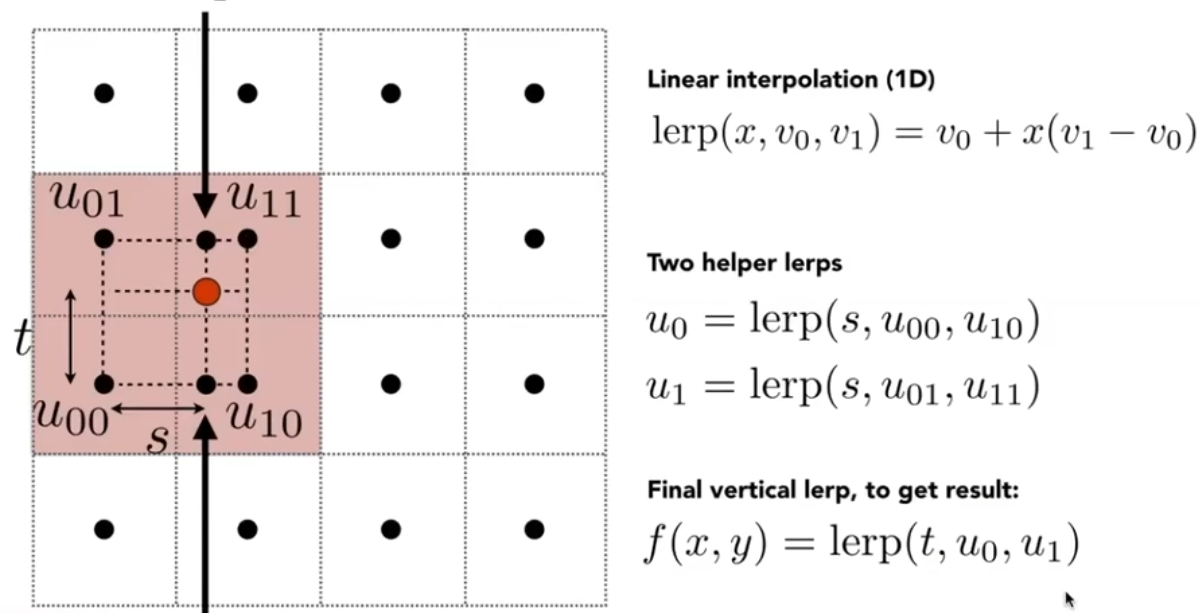 Linear interpolation (1D)
lerp(x, v₀, v₁) = v₀ + x(v₁ − v₀)
u₀₁
u₁₁
t
u₀₀
s
u₁₀
Two helper lerps
u₀ = lerp(s, u₀₀, u₁₀)
u₁ = lerp(s, u₀₁, u₁₁)
Final vertical lerp, to get result:
f(x, y) = lerp(t, u₀, u₁)